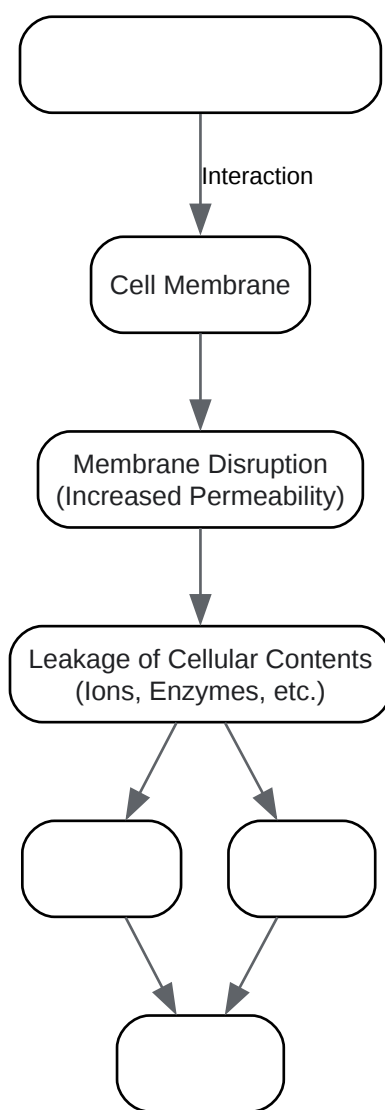 Interaction
Cell Membrane
Membrane Disruption
(Increased Permeability)
Leakage of Cellular Contents
(Ions, Enzymes, etc.)